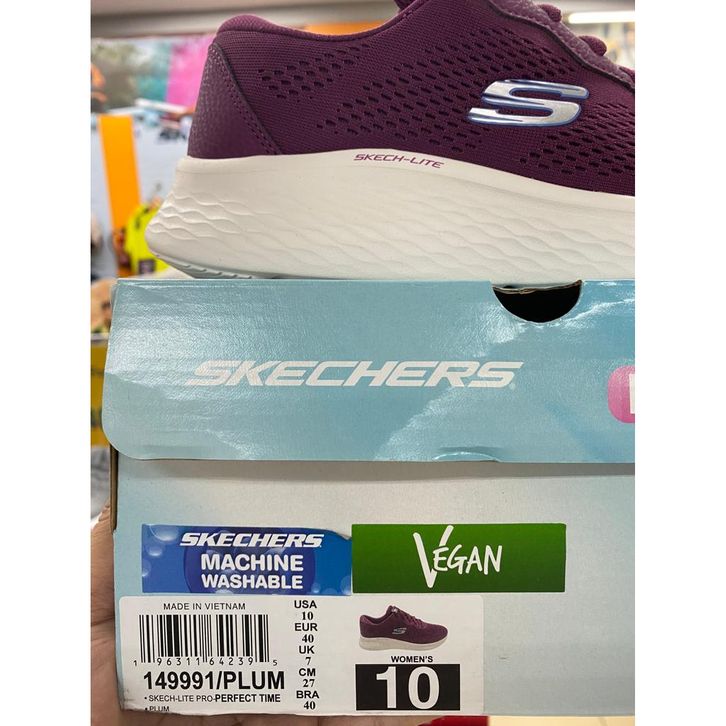 SKECH-LITE
SKECHERS
SKECHERS
MACHINE
WASHABLE
VEGAN
MADE IN VIETNAM
1 96311 64239 5
149991/PLUM
• SKECH-LITE PRO-PERFECT TIME
• PLUM
USA
10
EUR
40
UK
7
CM
27
BRA
40
WOMEN'S
10